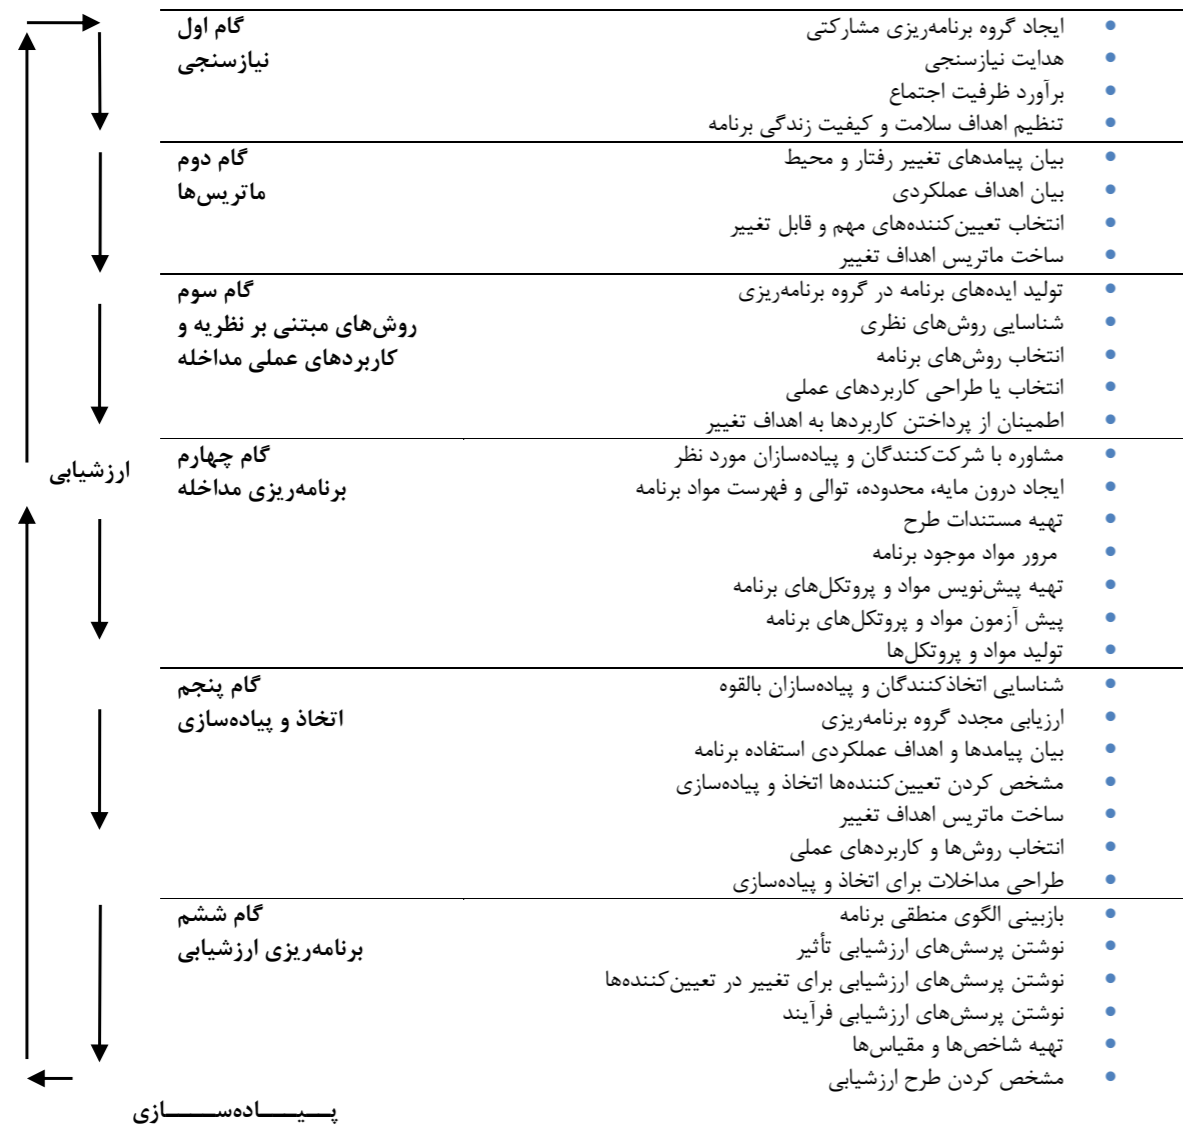 گام اول
نیازسنجی
• ایجاد گروه برنامه‌ریزی مشارکتی
• هدایت نیازسنجی
• برآورد ظرفیت اجتماع
• تنظیم اهداف سلامت و کیفیت زندگی برنامه
گام دوم
ماتریس‌ها
• بیان پیامدهای تغییر رفتار و محیط
• بیان اهداف عملکردی
• انتخاب تعیین‌کننده‌های مهم و قابل تغییر
• ساخت ماتریس اهداف تغییر
گام سوم
روش‌های مبتنی بر نظریه و
کاربردهای عملی مداخله
• تولید ایده‌های برنامه در گروه برنامه‌ریزی
• شناسایی روش‌های نظری
• انتخاب روش‌های برنامه
• انتخاب یا طراحی کاربردهای عملی
• اطمینان از پرداختن کاربردها به اهداف تغییر
گام چهارم
برنامه‌ریزی مداخله
• مشاوره با شرکت‌کنندگان و پیاده‌سازان مورد نظر
• ایجاد درون مایه، محدوده، توالی و فهرست مواد برنامه
• تهیه مستندات طرح
• مرور مواد موجود برنامه
• تهیه پیش‌نویس مواد و پروتکل‌های برنامه
• پیش آزمون مواد و پروتکل‌های برنامه
• تولید مواد و پروتکل‌ها
ارزشیابی
گام پنجم
اتخاذ و پیاده‌سازی
• شناسایی اتخاذکنندگان و پیاده‌سازان بالقوه
• ارزیابی مجدد گروه برنامه‌ریزی
• بیان پیامدها و اهداف عملکردی استفاده برنامه
• مشخص کردن تعیین‌کننده‌ها اتخاذ و پیاده‌سازی
• ساخت ماتریس اهداف تغییر
• انتخاب روش‌ها و کاربردهای عملی
• طراحی مداخلات برای اتخاذ و پیاده‌سازی
گام ششم
برنامه‌ریزی ارزشیابی
• بازبینی الگوی منطقی برنامه
• نوشتن پرسش‌های ارزشیابی تأثیر
• نوشتن پرسش‌های ارزشیابی برای تغییر در تعیین‌کننده‌ها
• نوشتن پرسش‌های ارزشیابی فرآیند
• تهیه شاخص‌ها و مقیاس‌ها
• مشخص کردن طرح ارزشیابی
پـــیـــــاده‌ســـــــازی